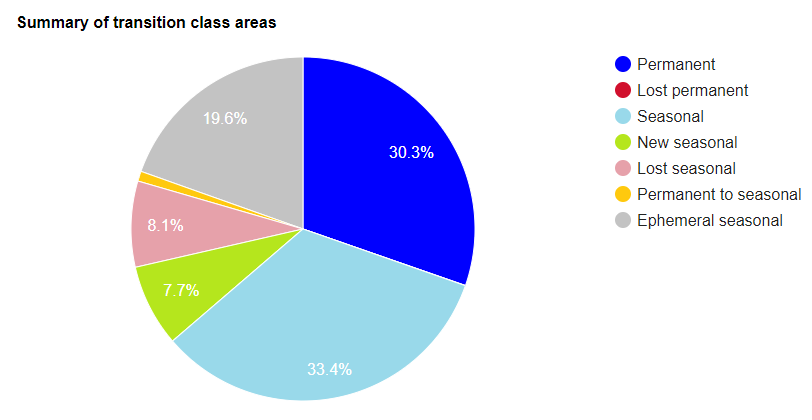 Summary of transition class areas
Permanent
Lost permanent
Seasonal
New seasonal
Lost seasonal
Permanent to seasonal
Ephemeral seasonal
19.6%
30.3%
8.1%
7.7%
33.4%